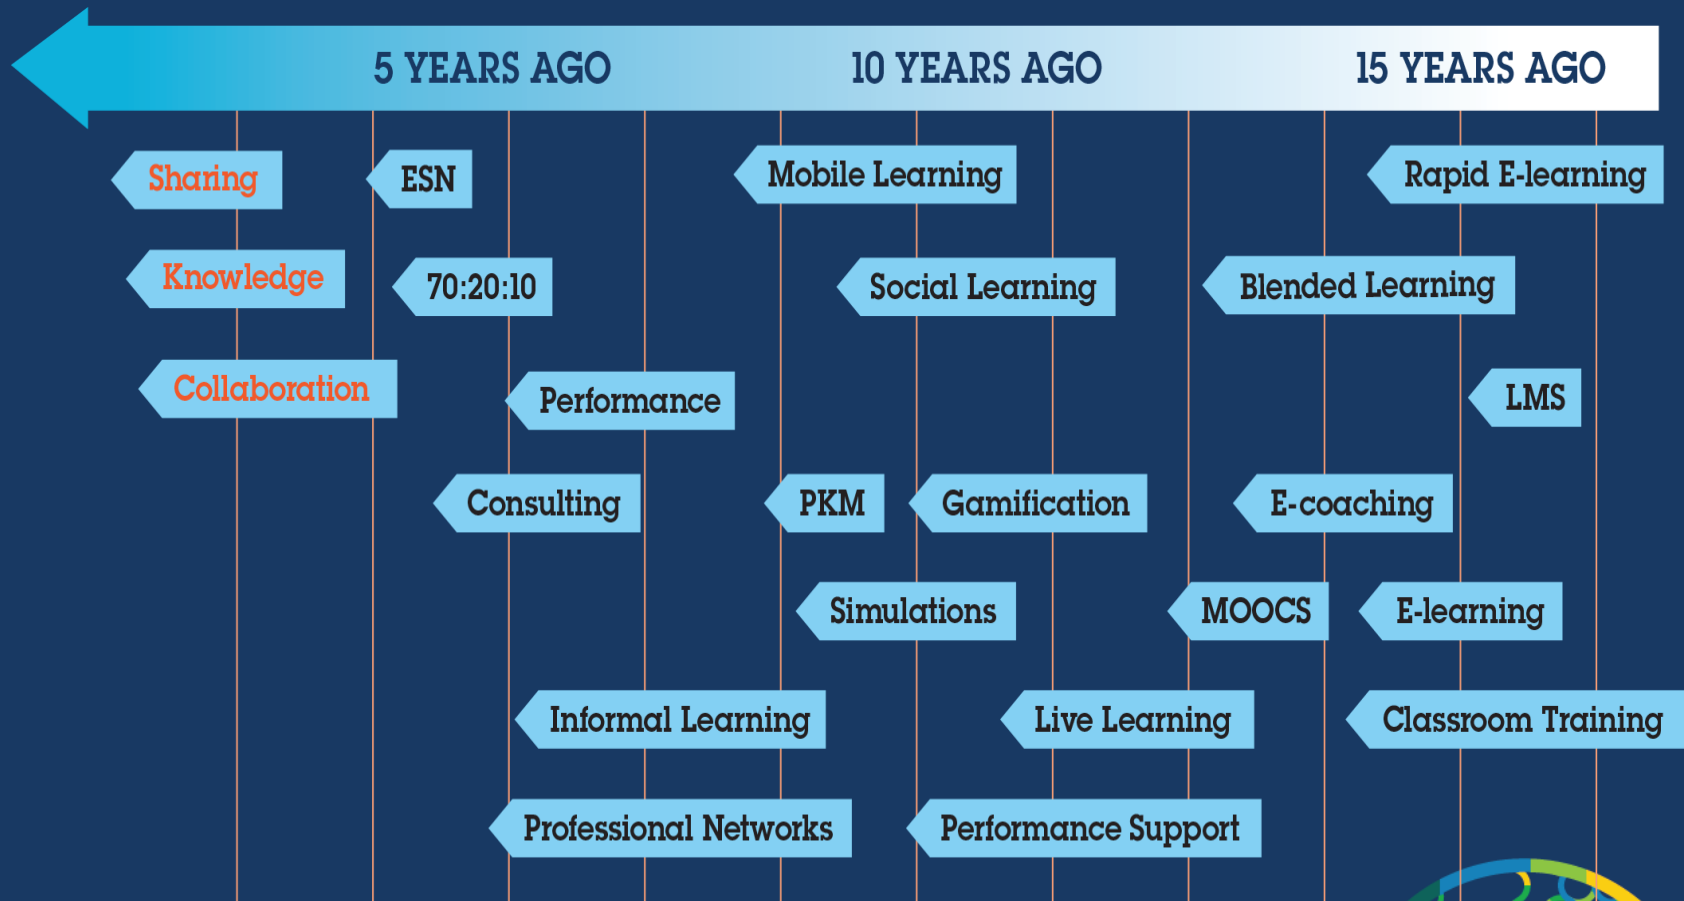 5 YEARS AGO 10 YEARS AGO 15 YEARS AGO
Sharing ESN Mobile Learning Rapid E-learning
Knowledge 70:20:10 Social Learning Blended Learning
Collaboration Performance LMS
Consulting PKM Gamification E-coaching
Simulations MOOCS E-learning
Informal Learning Live Learning Classroom Training
Professional Networks Performance Support